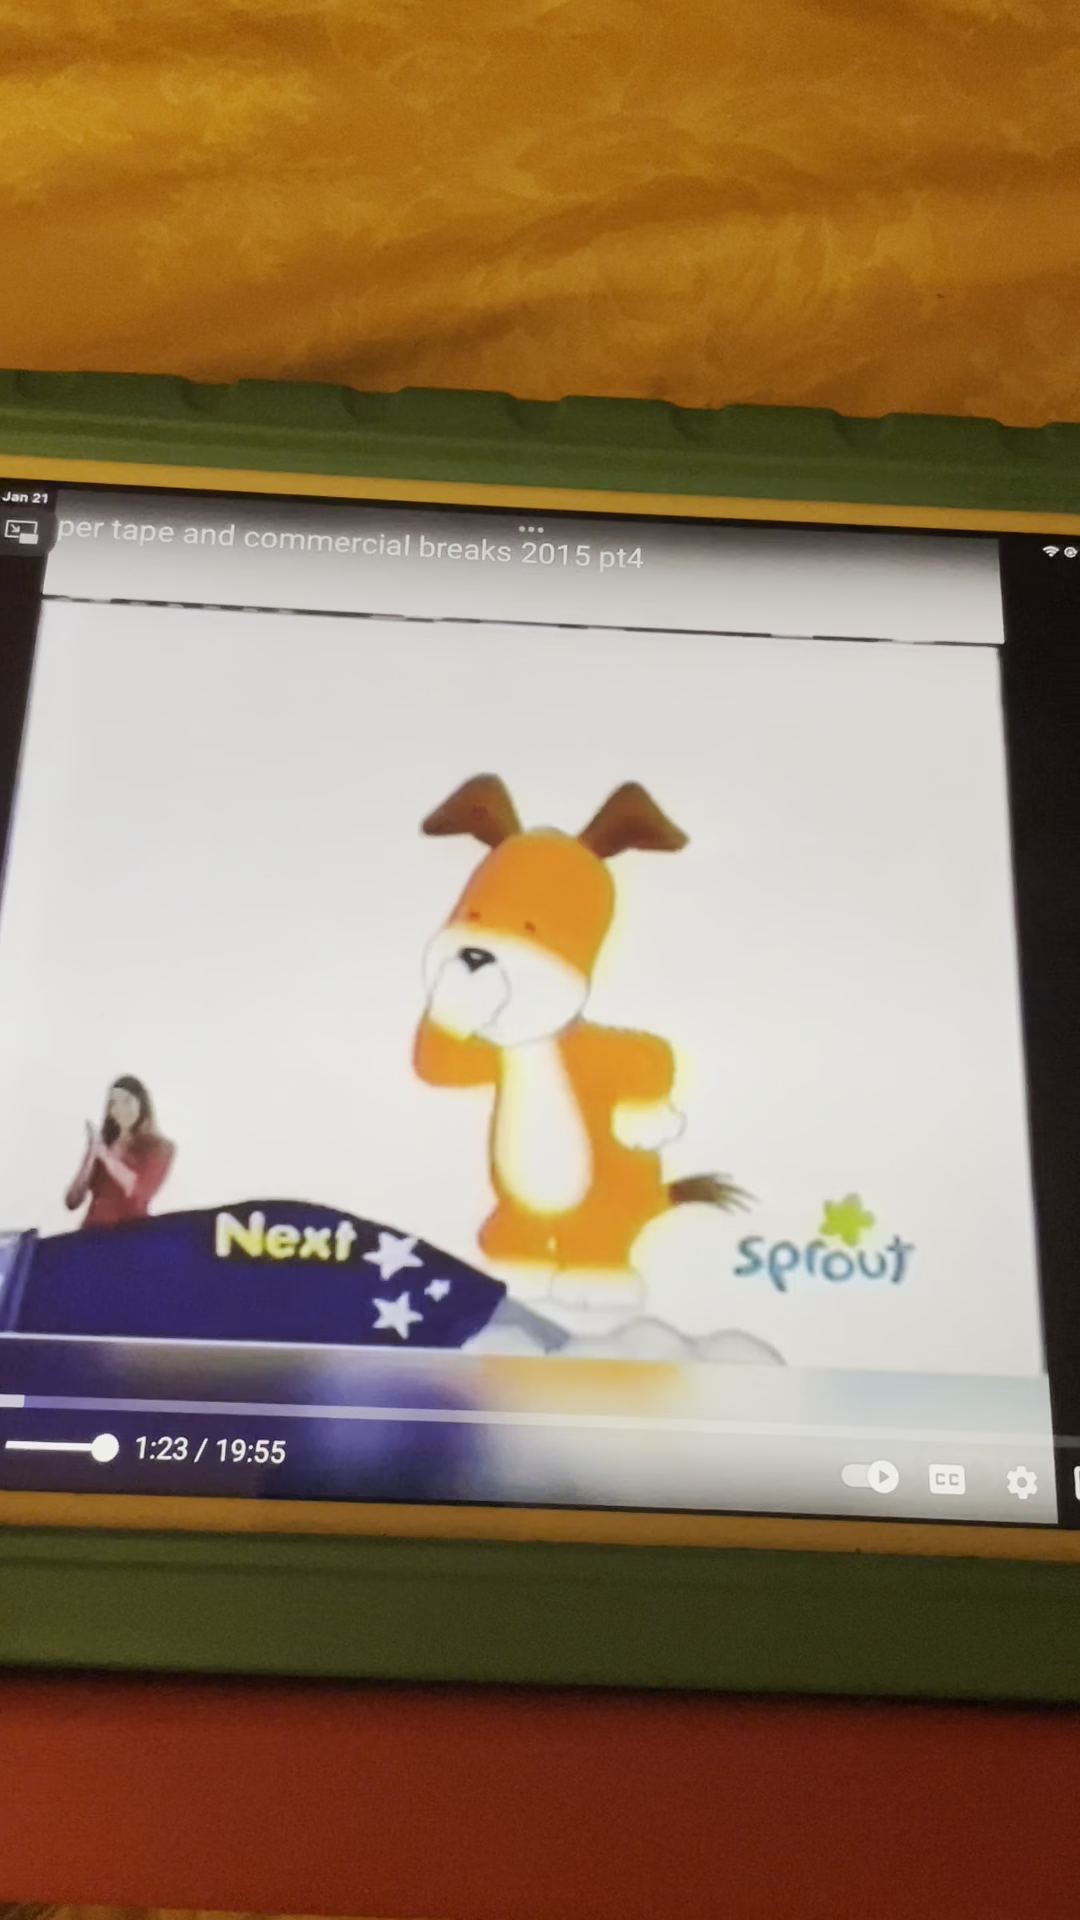 Jan 21
per tape and commercial breaks 2015 pt4
Next
sprout
1:23 / 19:55
CC